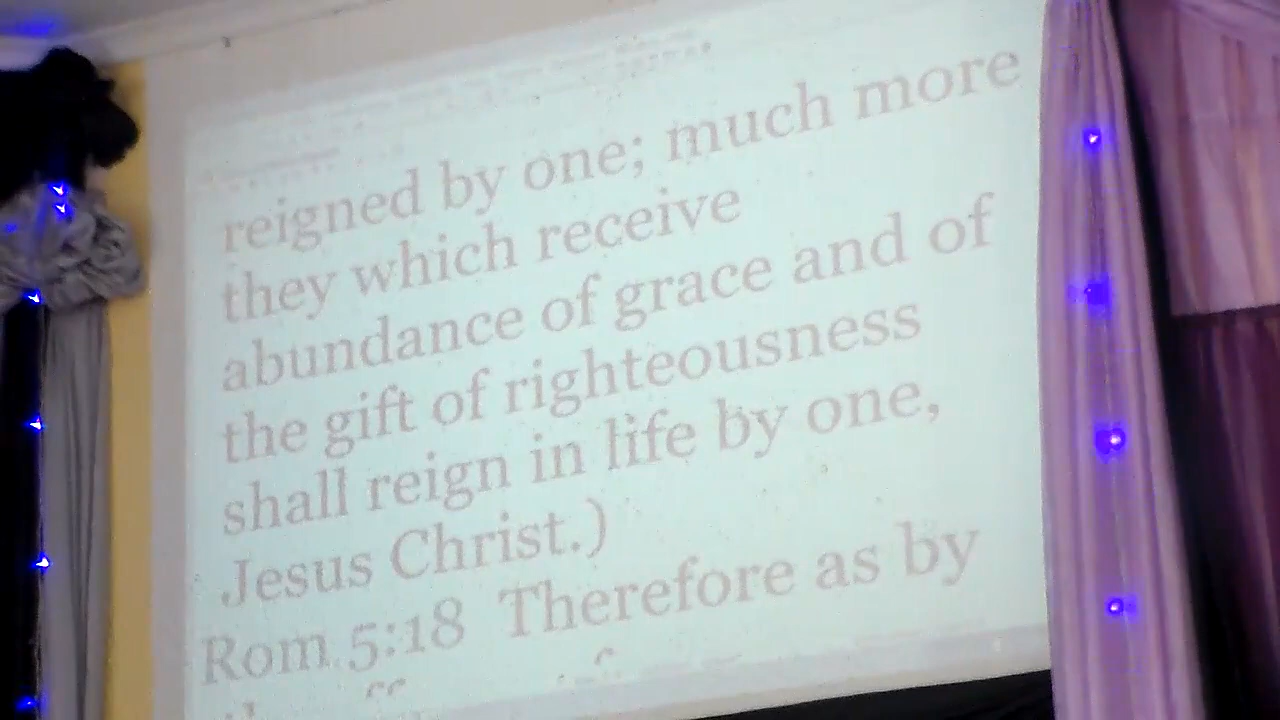 reigned by one; much more
they which receive
abundance of grace and of
the gift of righteousness
shall reign in life by one,
Jesus Christ.)
Rom 5:18 Therefore as by